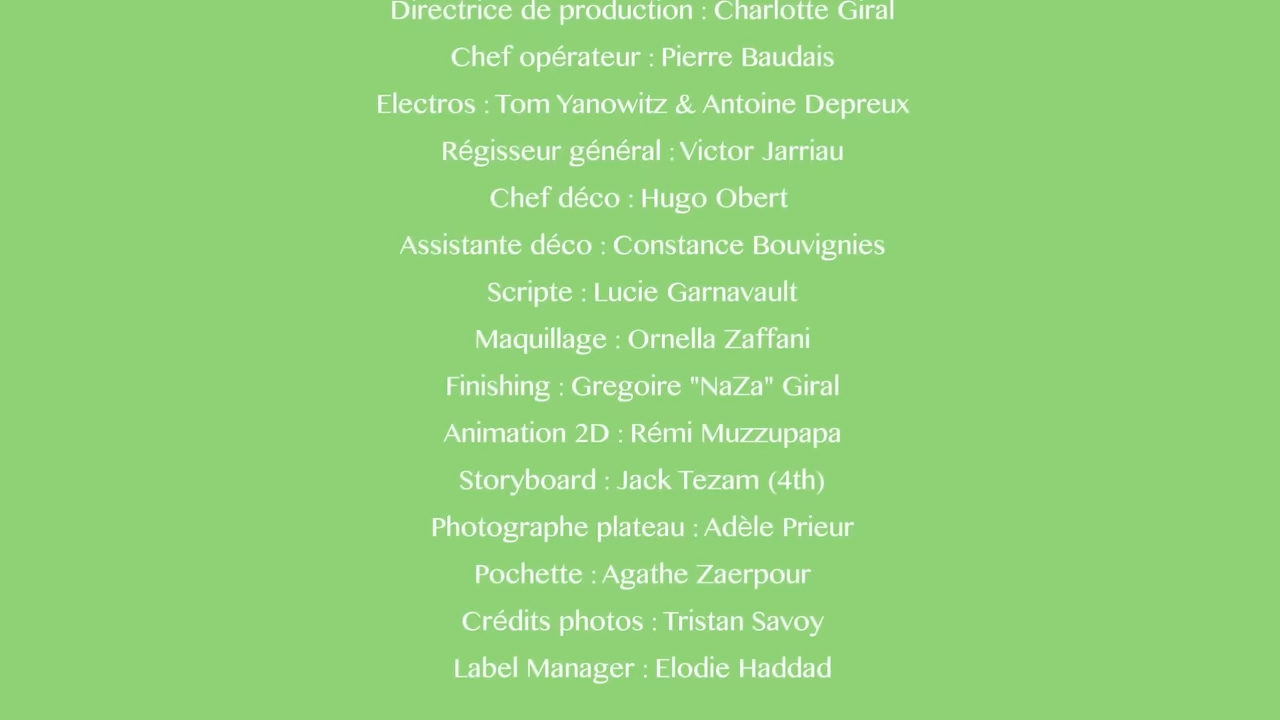 Directrice de production : Charlotte Giral
Chef opérateur : Pierre Baudais
Electros : Tom Yanowitz & Antoine Depreux
Régisseur général : Victor Jarriau
Chef déco : Hugo Obert
Assistante déco : Constance Bouvignies
Scripte : Lucie Garnavault
Maquillage : Ornella Zaffani
Finishing : Gregoire "NaZa" Giral
Animation 2D : Rémi Muzzupapa
Storyboard : Jack Tezam (4th)
Photographe plateau : Adèle Prieur
Pochette : Agathe Zaerpour
Crédits photos : Tristan Savoy
Label Manager : Elodie Haddad